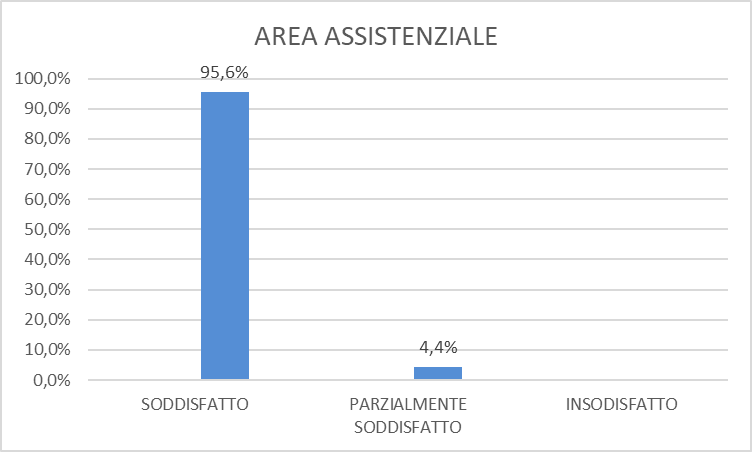 AREA ASSISTENZIALE
95,6%
100,0%
90,0%
80,0%
70,0%
60,0%
50,0%
40,0%
30,0%
20,0%
10,0%
4,4%
0,0%
SODDISFATTO
PARZIALMENTE
SODDISFATTO
INSODISFATTO